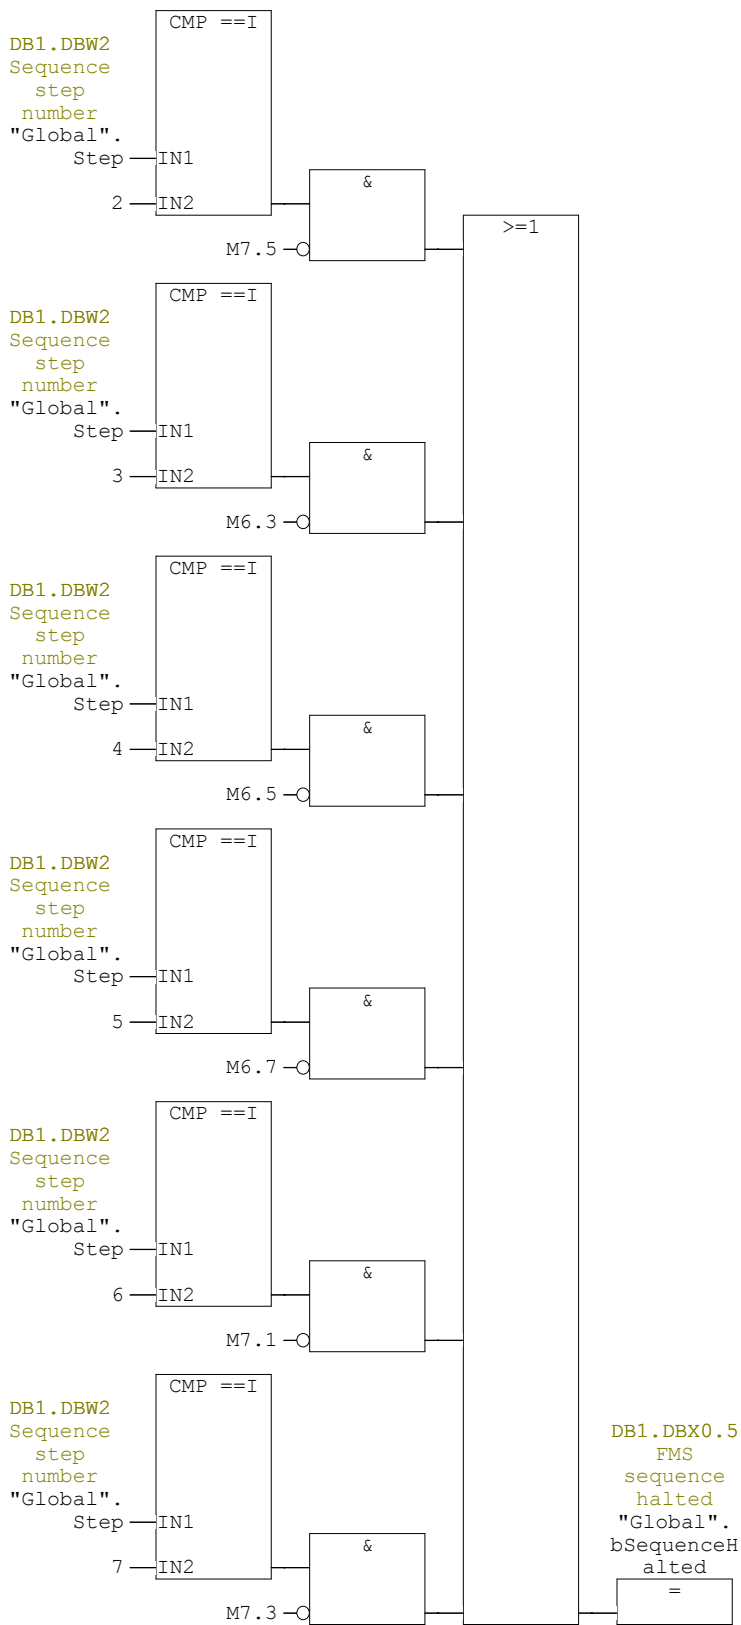 CMP ==I
DB1.DBW2
Sequence
step
number
"Global".
Step
IN1
2
IN2
&
M7.5
>=1
CMP ==I
DB1.DBW2
Sequence
step
number
"Global".
Step
IN1
3
IN2
&
M6.3
CMP ==I
DB1.DBW2
Sequence
step
number
"Global".
Step
IN1
4
IN2
&
M6.5
CMP ==I
DB1.DBW2
Sequence
step
number
"Global".
Step
IN1
5
IN2
&
M6.7
CMP ==I
DB1.DBW2
Sequence
step
number
"Global".
Step
IN1
6
IN2
&
M7.1
CMP ==I
DB1.DBW2
Sequence
step
number
"Global".
Step
IN1
7
IN2
&
M7.3
DB1.DBX0.5
FMS
sequence
halted
"Global".
bSequenceH
alted
=